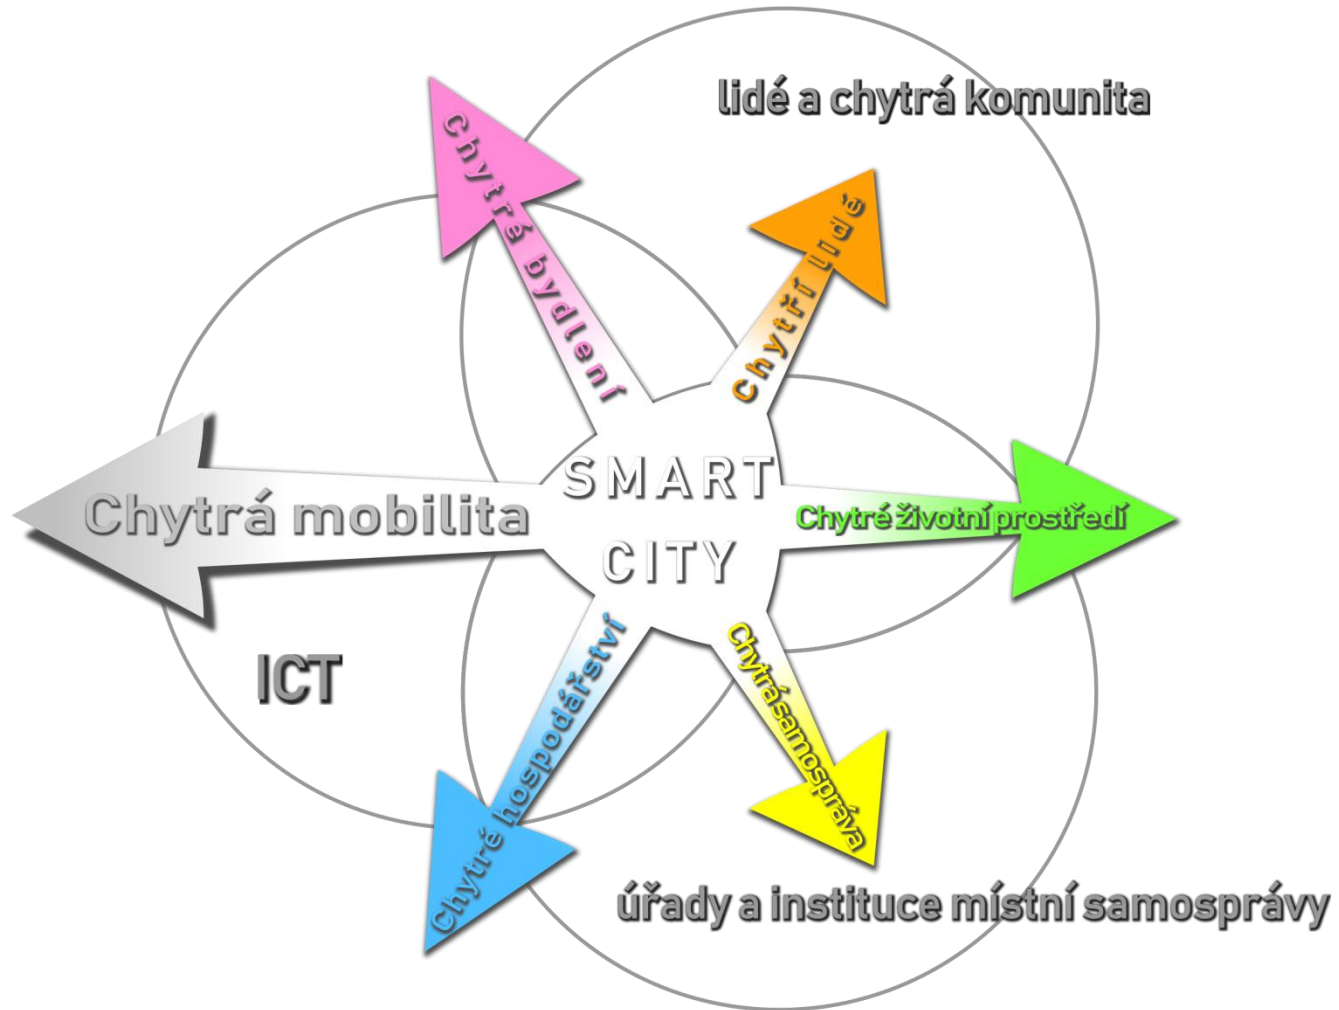 lidé a chytrá komunita
Chytré bydlení
Chytří lidé
SMART
CITY
Chytrá mobilita
Chytré životní prostředí
ICT
Chytré hospodářství
Chytrá samospráva
úřady a instituce místní samosprávy